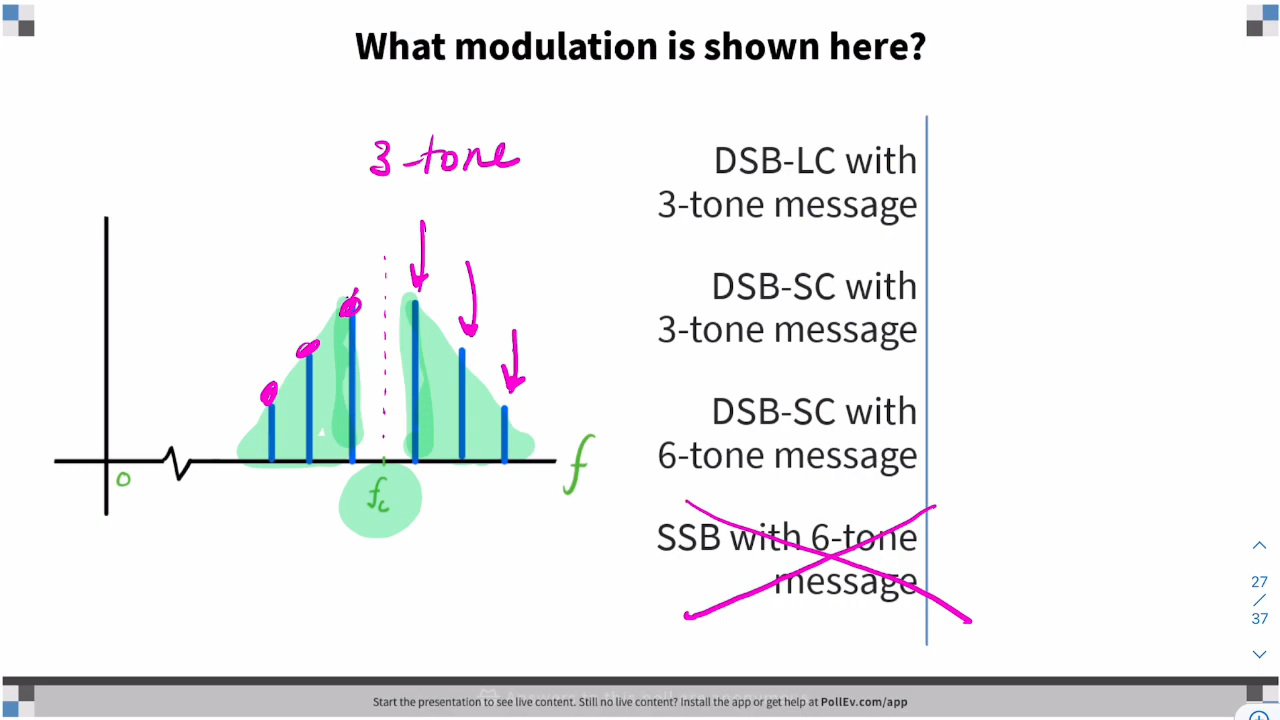 What modulation is shown here?
3-tone
DSB-LC with
3-tone message
DSB-SC with
3-tone message
DSB-SC with
6-tone message
SSB with 6-tone
message
0
fc
f
27
/
37
Start the presentation to see live content. Still no live content? Install the app or get help at PollEv.com/app